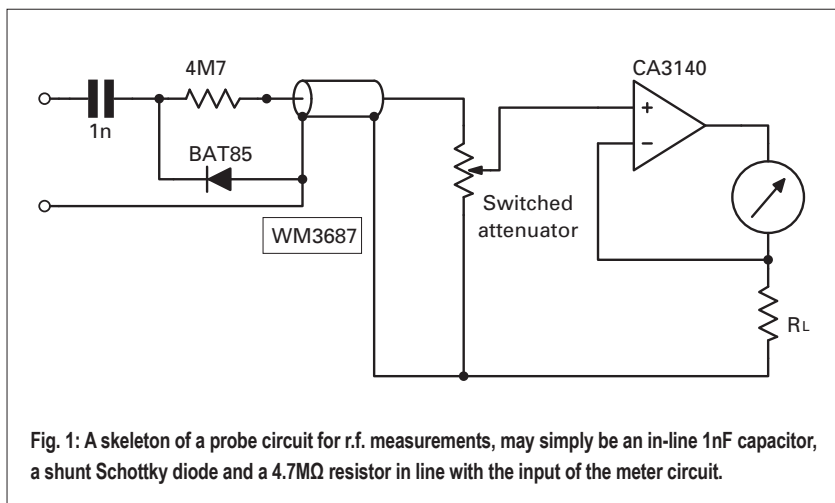 4M7
CA3140
1n
+
−
BAT85
Switched
attenuator
WM3687
RL
Fig. 1: A skeleton of a probe circuit for r.f. measurements, may simply be an in-line 1nF capacitor,
a shunt Schottky diode and a 4.7MΩ resistor in line with the input of the meter circuit.